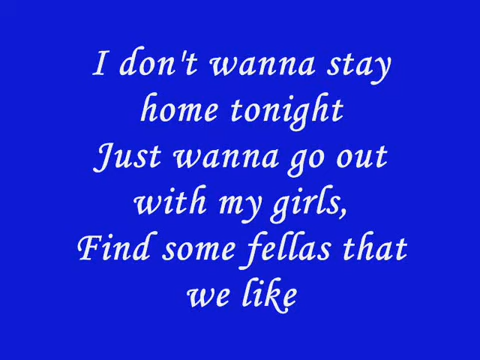 I don't wanna stay
home tonight
Just wanna go out
with my girls,
Find some fellas that
we like